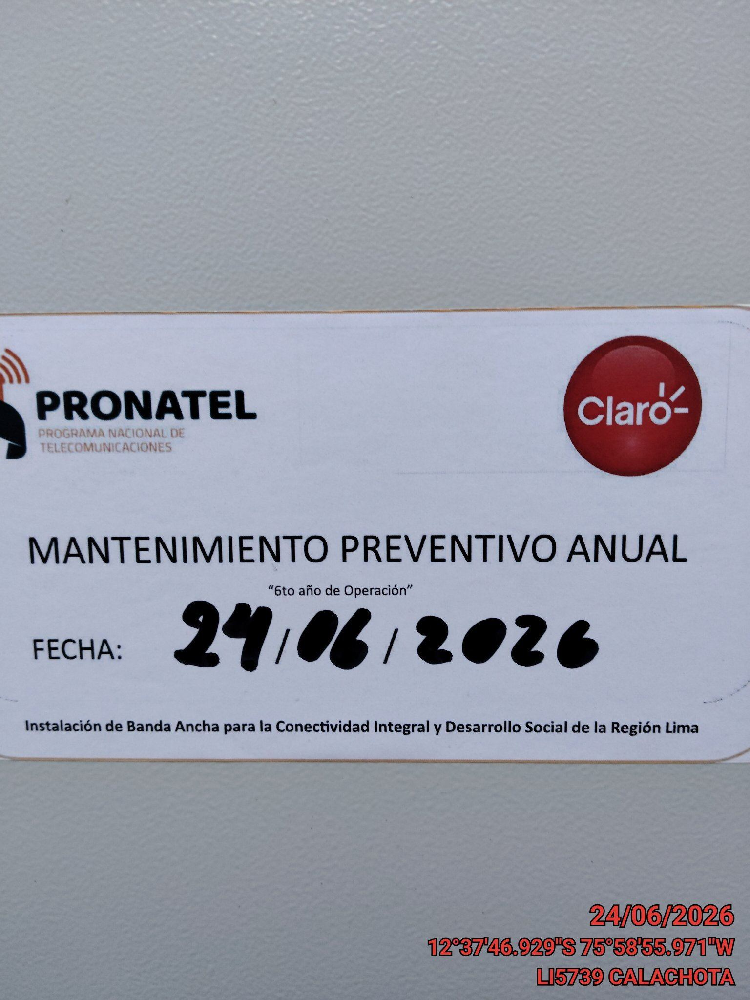 PRONATEL
PROGRAMA NACIONAL DE
TELECOMUNICACIONES
Claro
MANTENIMIENTO PREVENTIVO ANUAL
“6to año de Operación”
FECHA: 24/06/2026
Instalación de Banda Ancha para la Conectividad Integral y Desarrollo Social de la Región Lima
24/06/2026
12°37'46.929"S 75°58'55.971"W
LI5739 CALACHOTA